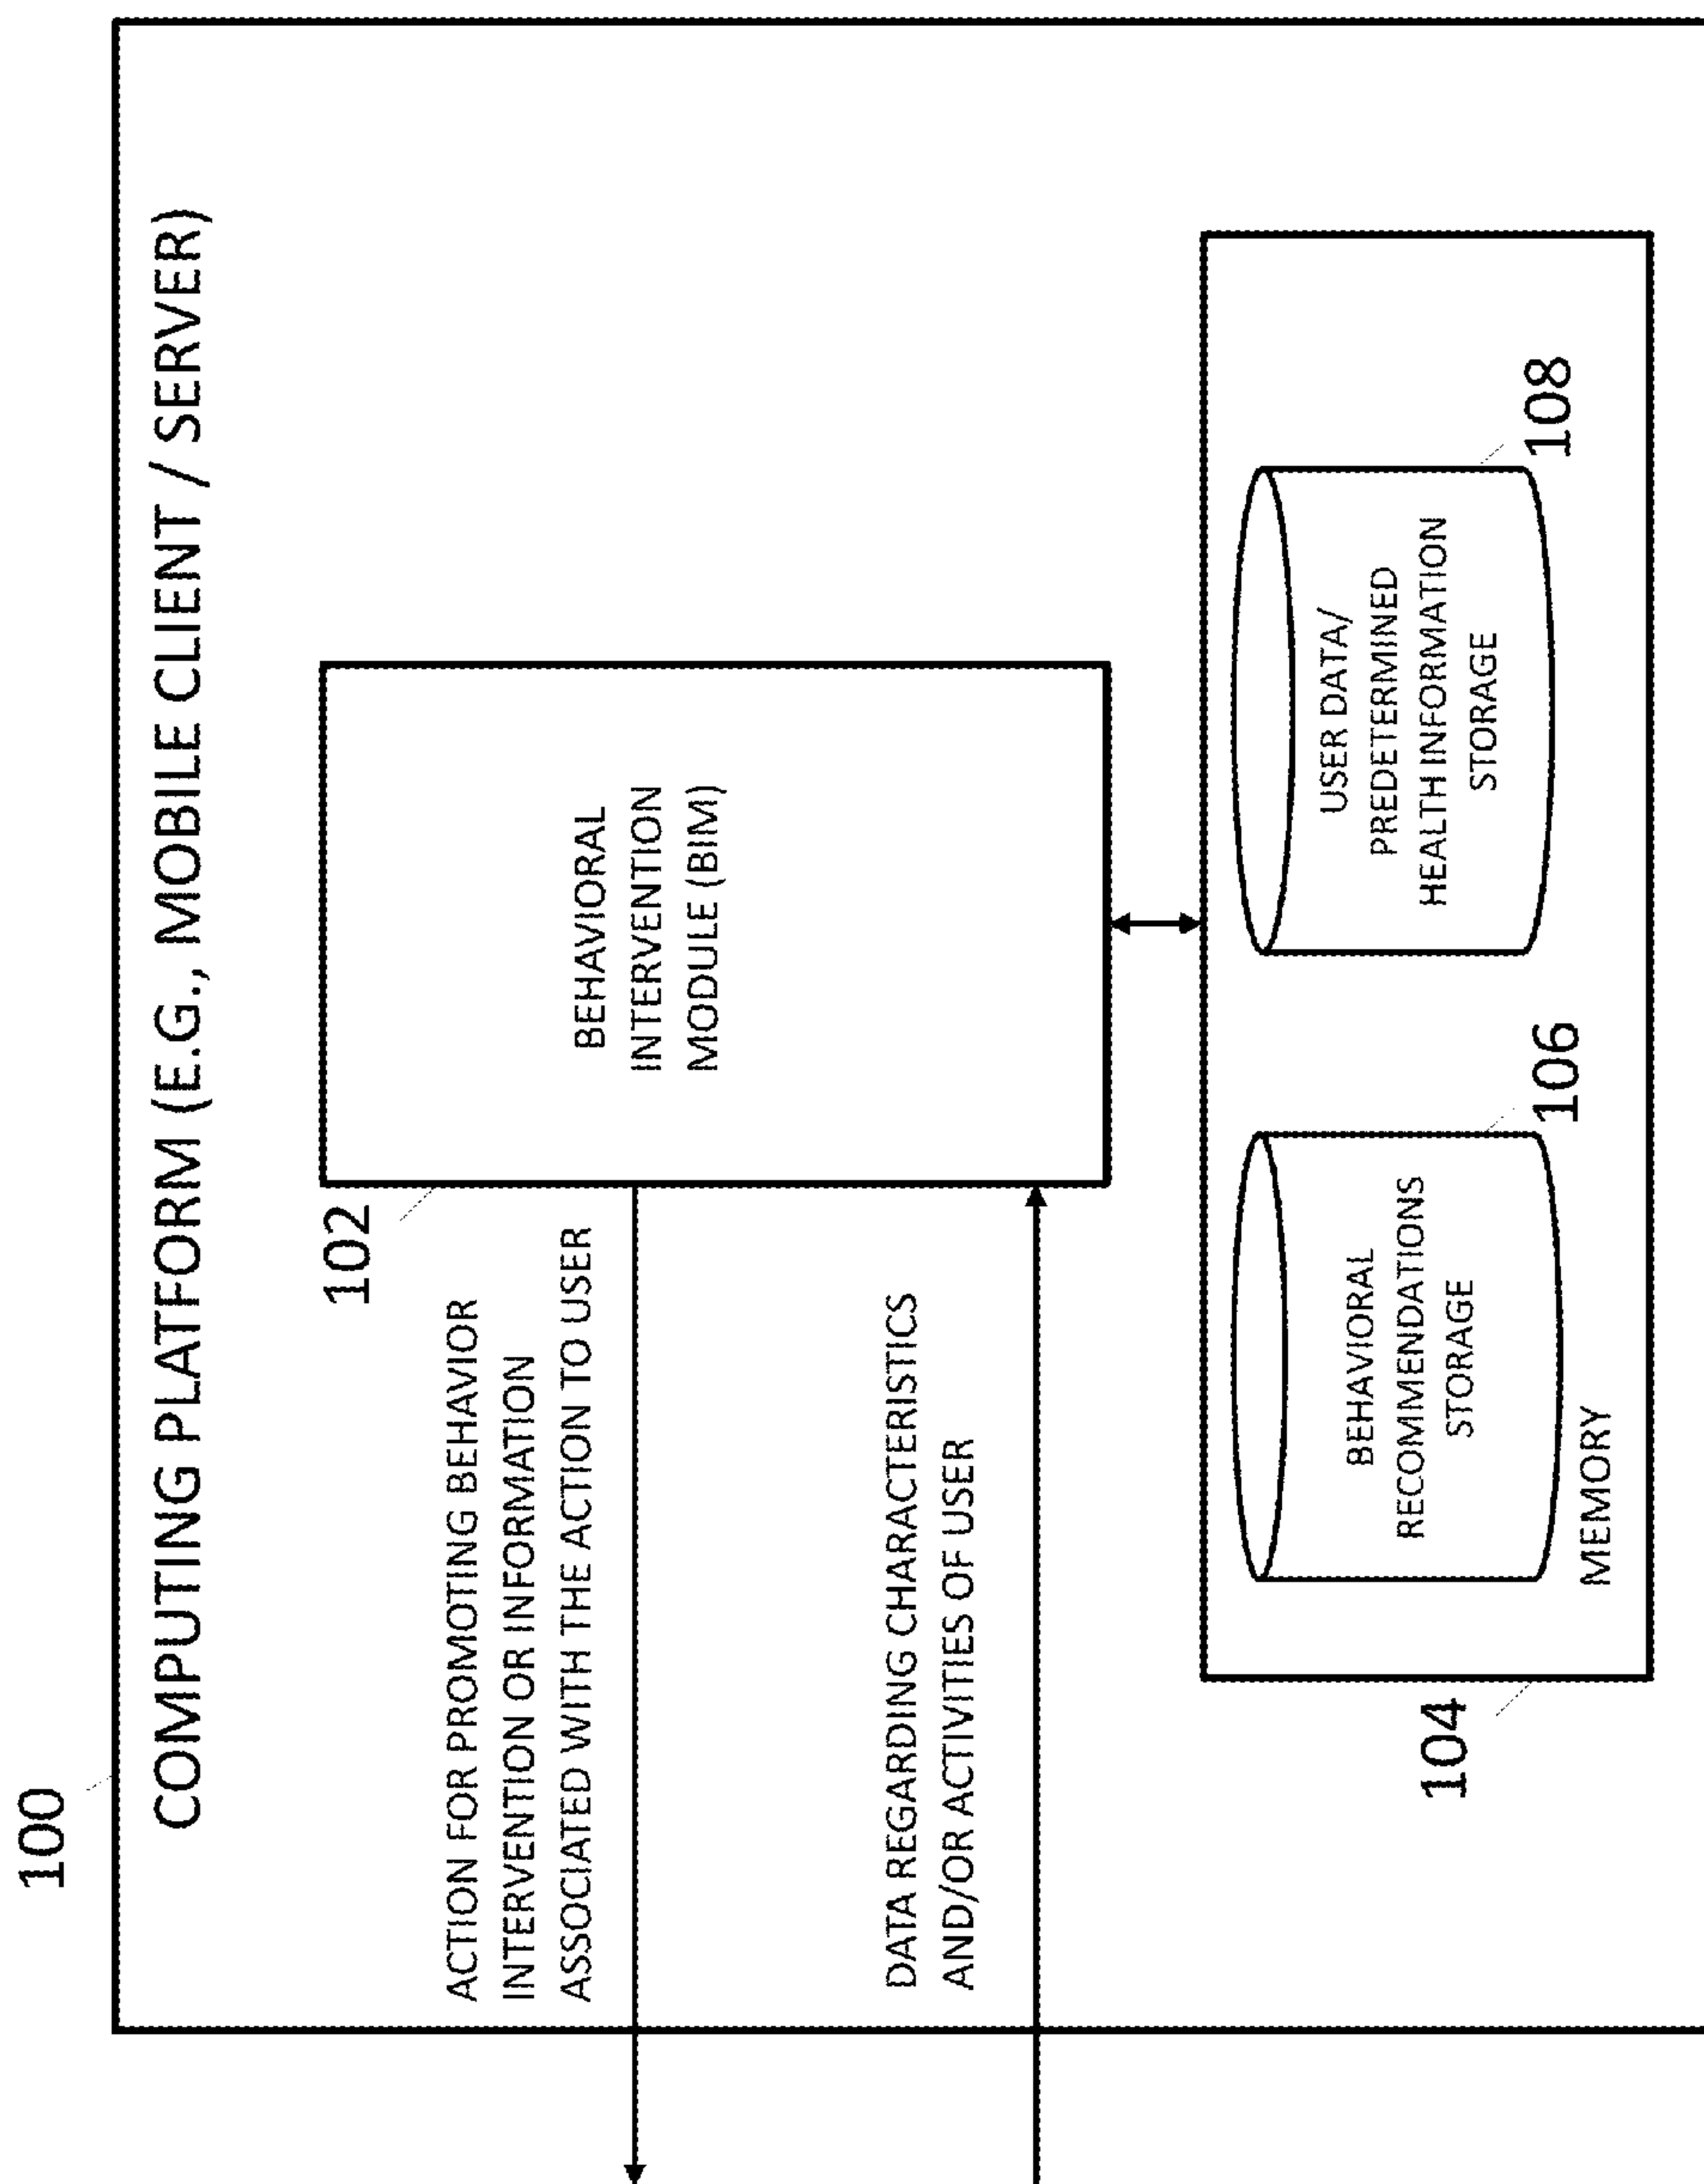 100
COMPUTING PLATFORM (E.G., MOBILE CLIENT / SERVER)
102
ACTION FOR PROMOTING BEHAVIOR
INTERVENTION OR INFORMATION
ASSOCIATED WITH THE ACTION TO USER
BEHAVIORAL
INTERVENTION
MODULE (BIM)
DATA REGARDING CHARACTERISTICS
AND/OR ACTIVITIES OF USER
104
BEHAVIORAL
RECOMMENDATIONS
STORAGE
106
USER DATA/
PREDETERMINED
HEALTH INFORMATION
STORAGE
108
MEMORY